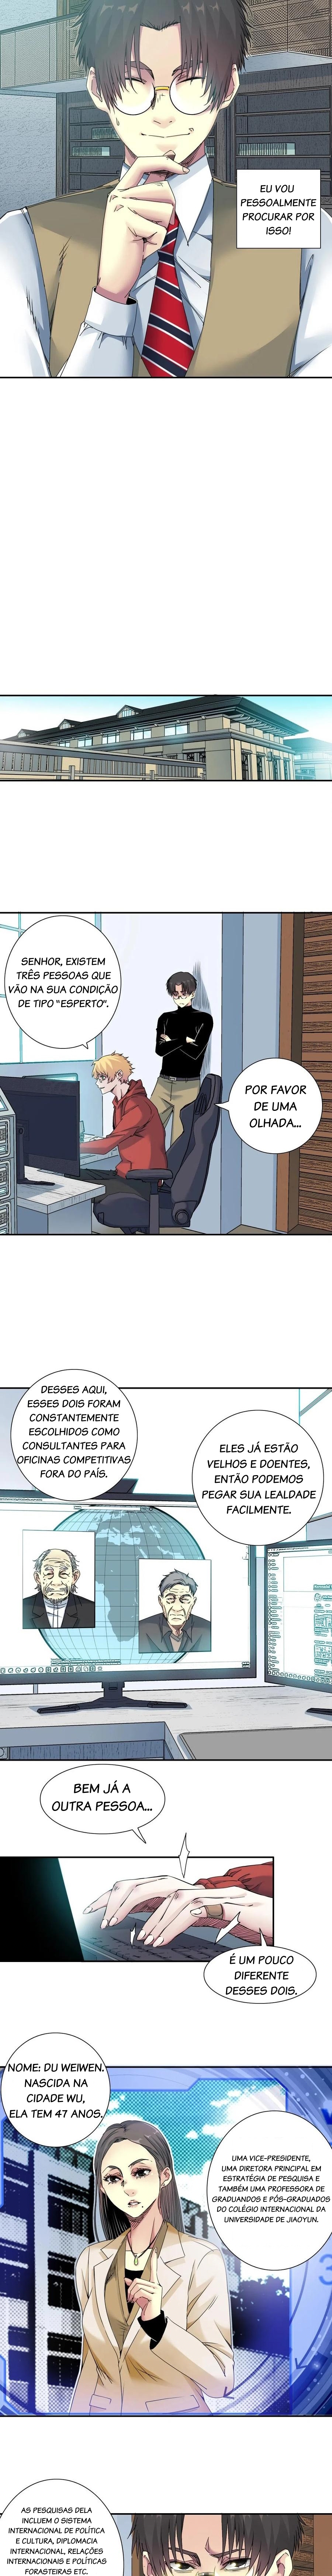 EU VOU
PESSOALMENTE
PROCURAR POR
ISSO!
SENHOR, EXISTEM
TRÊS PESSOAS QUE
VÃO NA SUA CONDIÇÃO
DE TIPO "ESPERTO".
POR FAVOR
DE UMA
OLHADA...
DESSES AQUI,
ESSES DOIS FORAM
CONSTANTEMENTE
ESCOLHIDOS COMO
CONSULTANTES PARA
OFICINAS COMPETITIVAS
FORA DO PAÍS.
ELES JÁ ESTÃO
VELHOS E DOENTES,
ENTÃO PODEMOS
PEGAR SUA LEALDADE
FACILMENTE.
BEM JÁ A
OUTRA PESSOA...
É UM POUCO
DIFERENTE
DESSES DOIS.
NOME: DU WEIWEN.
NASCIDA NA
CIDADE WU,
ELA TEM 47 ANOS.
UMA VICE-PRESIDENTE,
UMA DIRETORA PRINCIPAL EM
ESTRATÉGIA DE PESQUISA E
TAMBÉM UMA PROFESSORA DE
GRADUANDOS E PÓS-GRADUADOS
DO COLÉGIO INTERNACIONAL DA
UNIVERSIDADE DE JIAOYUN.
AS PESQUISAS DELA
INCLUEM O SISTEMA
INTERNACIONAL DE POLÍTICA
E CULTURA, DIPLOMACIA
INTERNACIONAL, RELAÇÕES
INTERNACIONAIS E POLÍTICAS
FORASTEIRAS ETC.